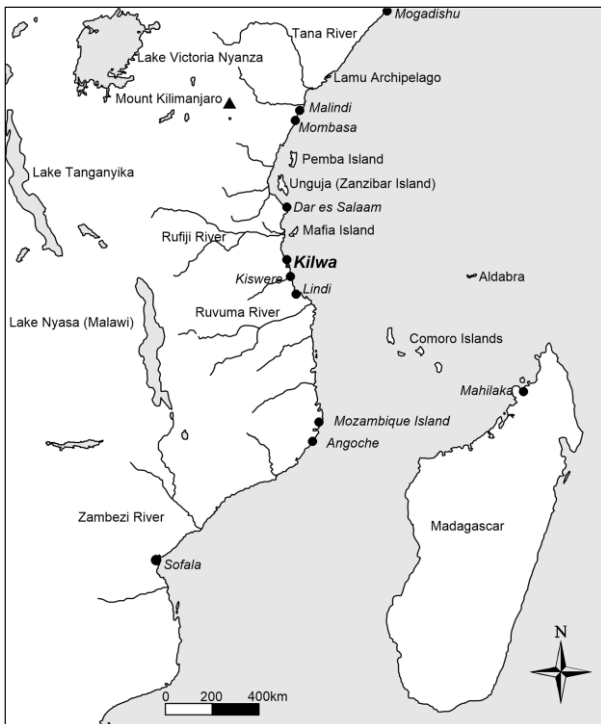 Mogadishu
Tana River
Lake Victoria Nyanza
Lamu Archipelago
Mount Kilimanjaro
Malindi
Mombasa
Pemba Island
Lake Tanganyika
Unguja (Zanzibar Island)
Dar es Salaam
Mafia Island
Rufiji River
Kilwa
Kiswere
Aldabra
Lindi
Ruvuma River
Lake Nyasa (Malawi)
Comoro Islands
Mahilaka
Mozambique Island
Angoche
Zambezi River
Madagascar
Sofala
N
0 200 400km